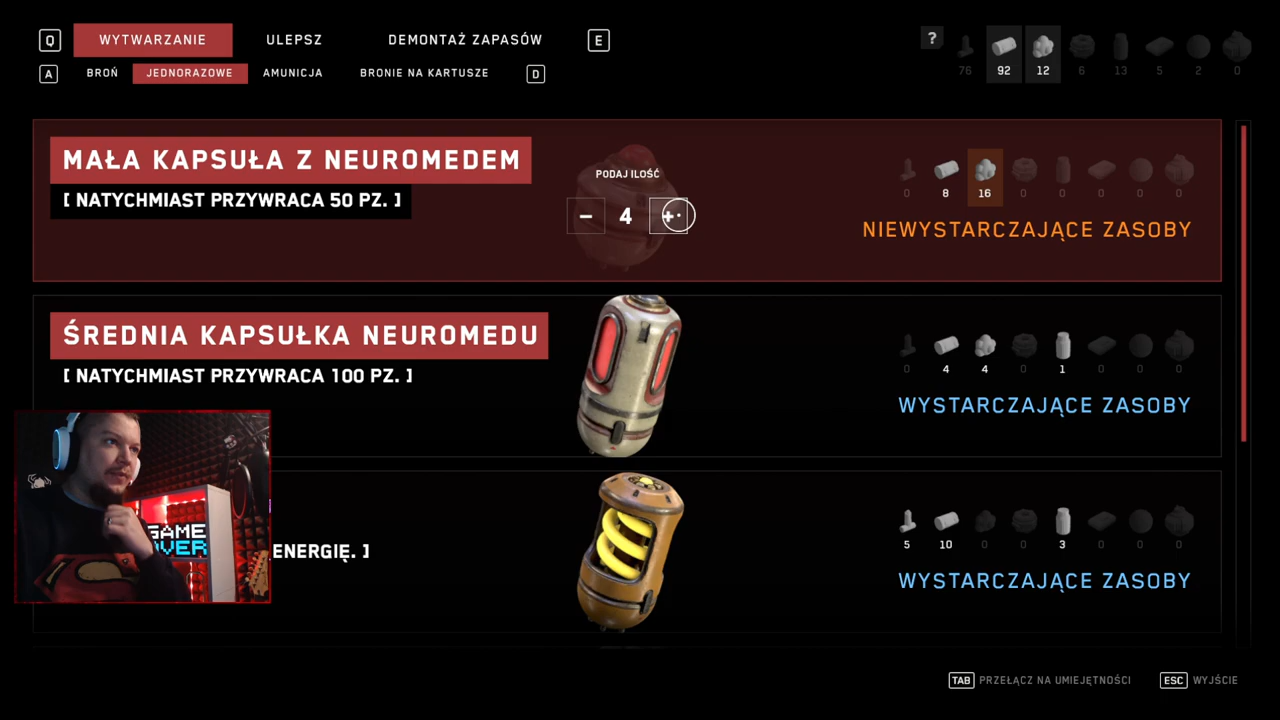 Q WYTWARZANIE ULEPSZ DEMONTAŻ ZAPASÓW E
A BROŃ JEDNORAZOWE AMUNICJA BRONIE NA KARTUSZE D
?
76 92 12 6 13 5 2 0
MAŁA KAPSUŁA Z NEUROMEDEM
[ NATYCHMIAST PRZYWRACA 50 PZ. ]
PODAJ ILOŚĆ
− 4 +
0 8 16 0 0 0 0 0
NIEWYSTARCZAJĄCE ZASOBY
ŚREDNIA KAPSUŁKA NEUROMEDU
[ NATYCHMIAST PRZYWRACA 100 PZ. ]
0 4 4 0 1 0 0 0
WYSTARCZAJĄCE ZASOBY
GAME
OVER
ENERGIĘ. ]
5 10 0 0 3 0 0 0
WYSTARCZAJĄCE ZASOBY
TAB PRZEŁĄCZ NA UMIEJĘTNOŚCI ESC WYJŚCIE